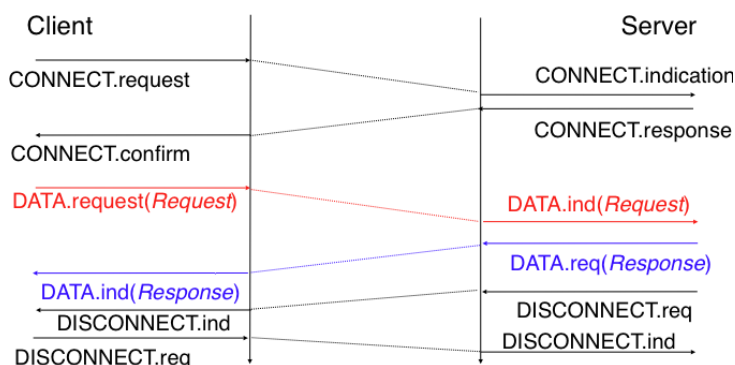 Client
Server
CONNECT.request
CONNECT.indication
CONNECT.response
CONNECT.confirm
DATA.request(Request)
DATA.ind(Request)
DATA.req(Response)
DATA.ind(Response)
DISCONNECT.req
DISCONNECT.ind
DISCONNECT.ind
DISCONNECT.req